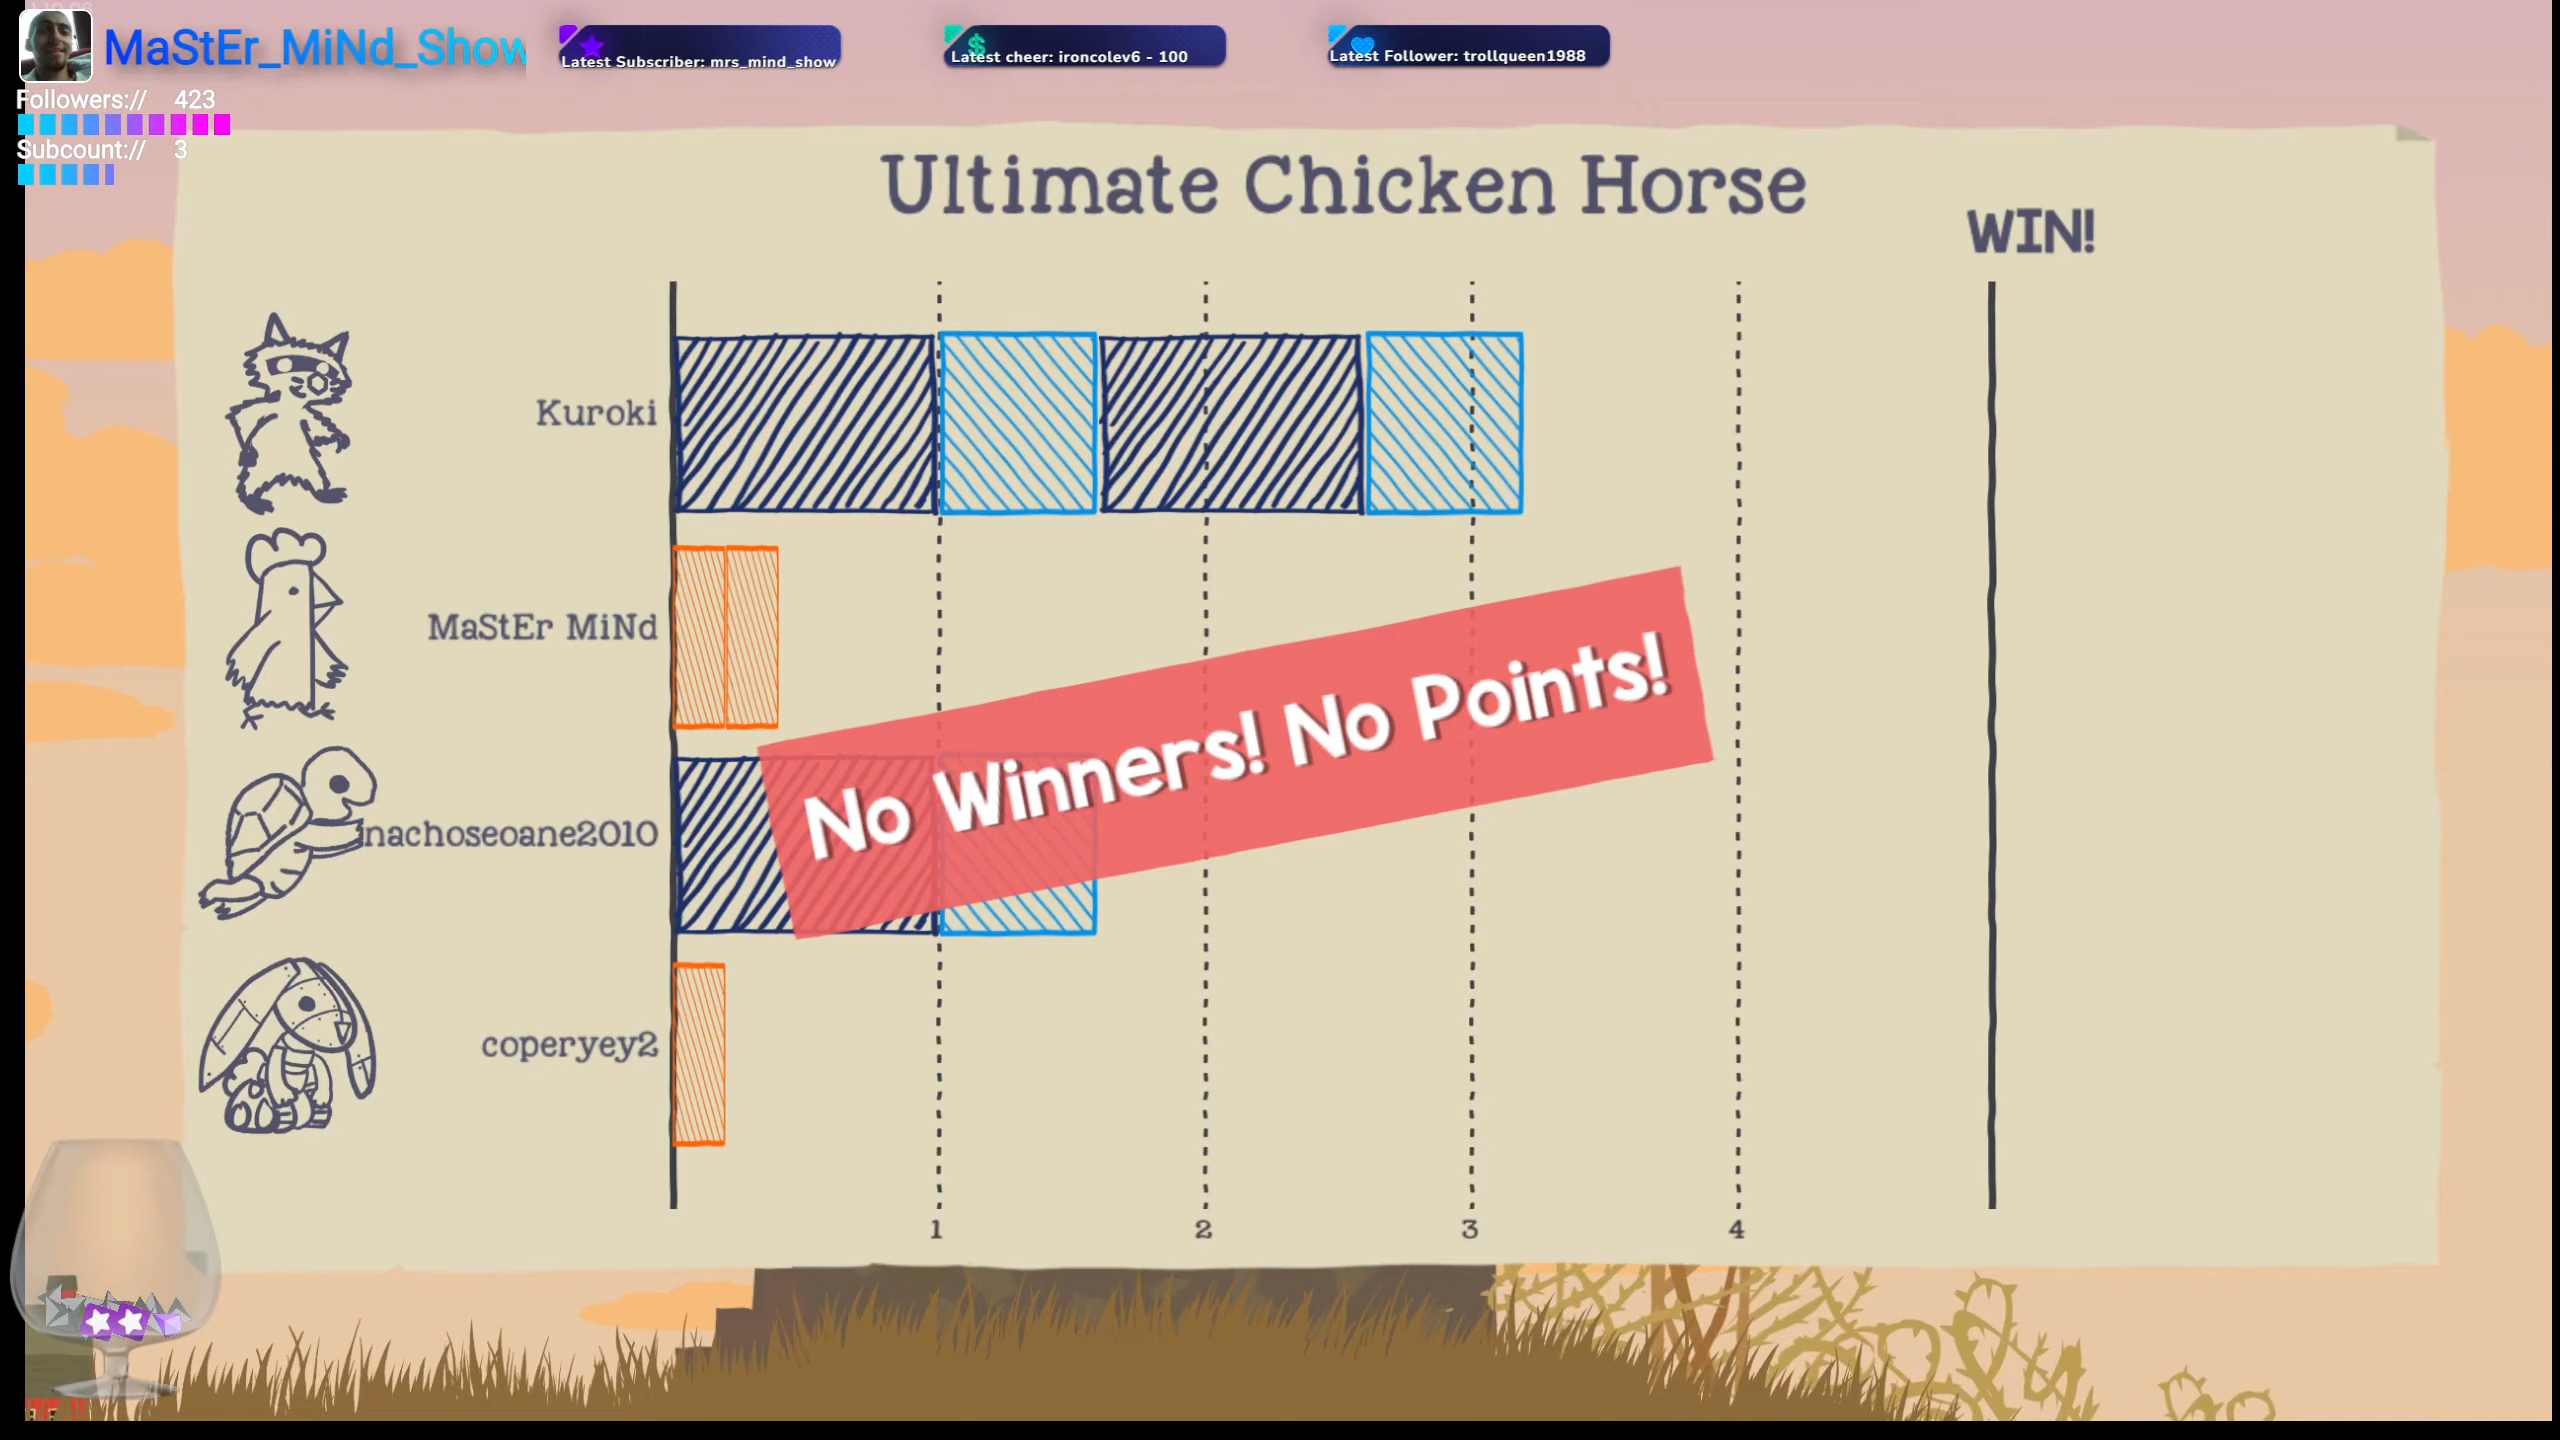 MaStEr_MiNd_Show
Latest Subscriber: mrs_mind_show
Latest cheer: ironcolev6 - 100
Latest Follower: trollqueen1988
Followers:// 423
Subcount:// 3
Ultimate Chicken Horse
WIN!
Kuroki
MaStEr MiNd
No Winners! No Points!
nachoseoane2010
coperyey2
1 2 3 4